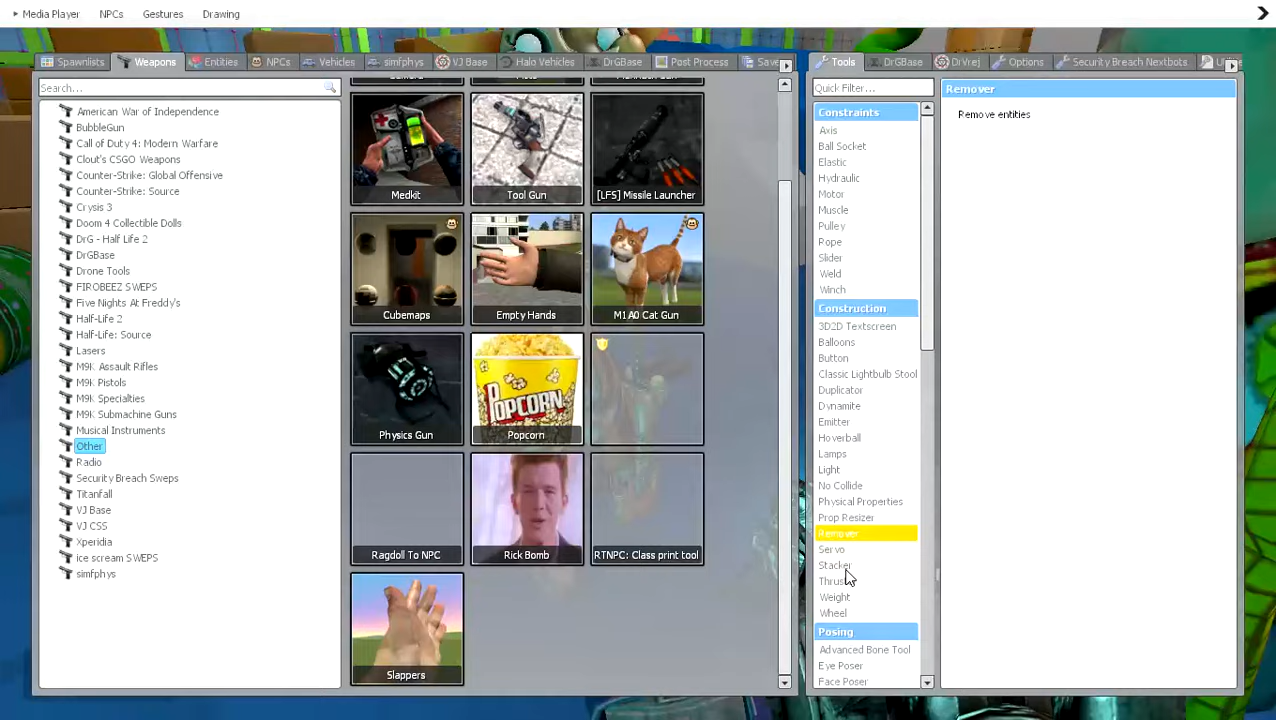 Media Player NPCs Gestures Drawing
Spawnlists Weapons Entities NPCs Vehicles simfphys VJ Base Halo Vehicles DrGBase Post Process
Tools DrGBase DrVrej Options Security Breach Nextbots
Search...
American War of Independence
BubbleGun
Call of Duty 4: Modern Warfare
Clout's CSGO Weapons
Counter-Strike: Global Offensive
Counter-Strike: Source
Crysis 3
Doom 4 Collectible Dolls
DrG - Half Life 2
DrGBase
Drone Tools
FIROBEEZ SWEPS
Five Nights At Freddy's
Half-Life 2
Half-Life: Source
Lasers
M9K Assault Rifles
M9K Pistols
M9K Specialties
M9K Submachine Guns
Musical Instruments
Other
Radio
Security Breach Sweps
Titanfall
VJ Base
VJ CSS
Xperidia
ice scream SWEPS
simfphys
Medkit Tool Gun [LFS] Missile Launcher
Cubemaps Empty Hands M1A0 Cat Gun
Physics Gun Popcorn
POPCORN
Ragdoll To NPC Rick Bomb RTNPC: Class print tool
Slappers
Quick Filter...
Constraints
Axis
Ball Socket
Elastic
Hydraulic
Motor
Muscle
Pulley
Rope
Slider
Weld
Winch
Construction
3D2D Textscreen
Balloons
Button
Classic Lightbulb Stool
Duplicator
Dynamite
Emitter
Hoverball
Lamps
Light
No Collide
Physical Properties
Prop Resizer
Remover
Servo
Stacker
Weight
Wheel
Posing
Advanced Bone Tool
Eye Poser
Face Poser
Remover
Remove entities